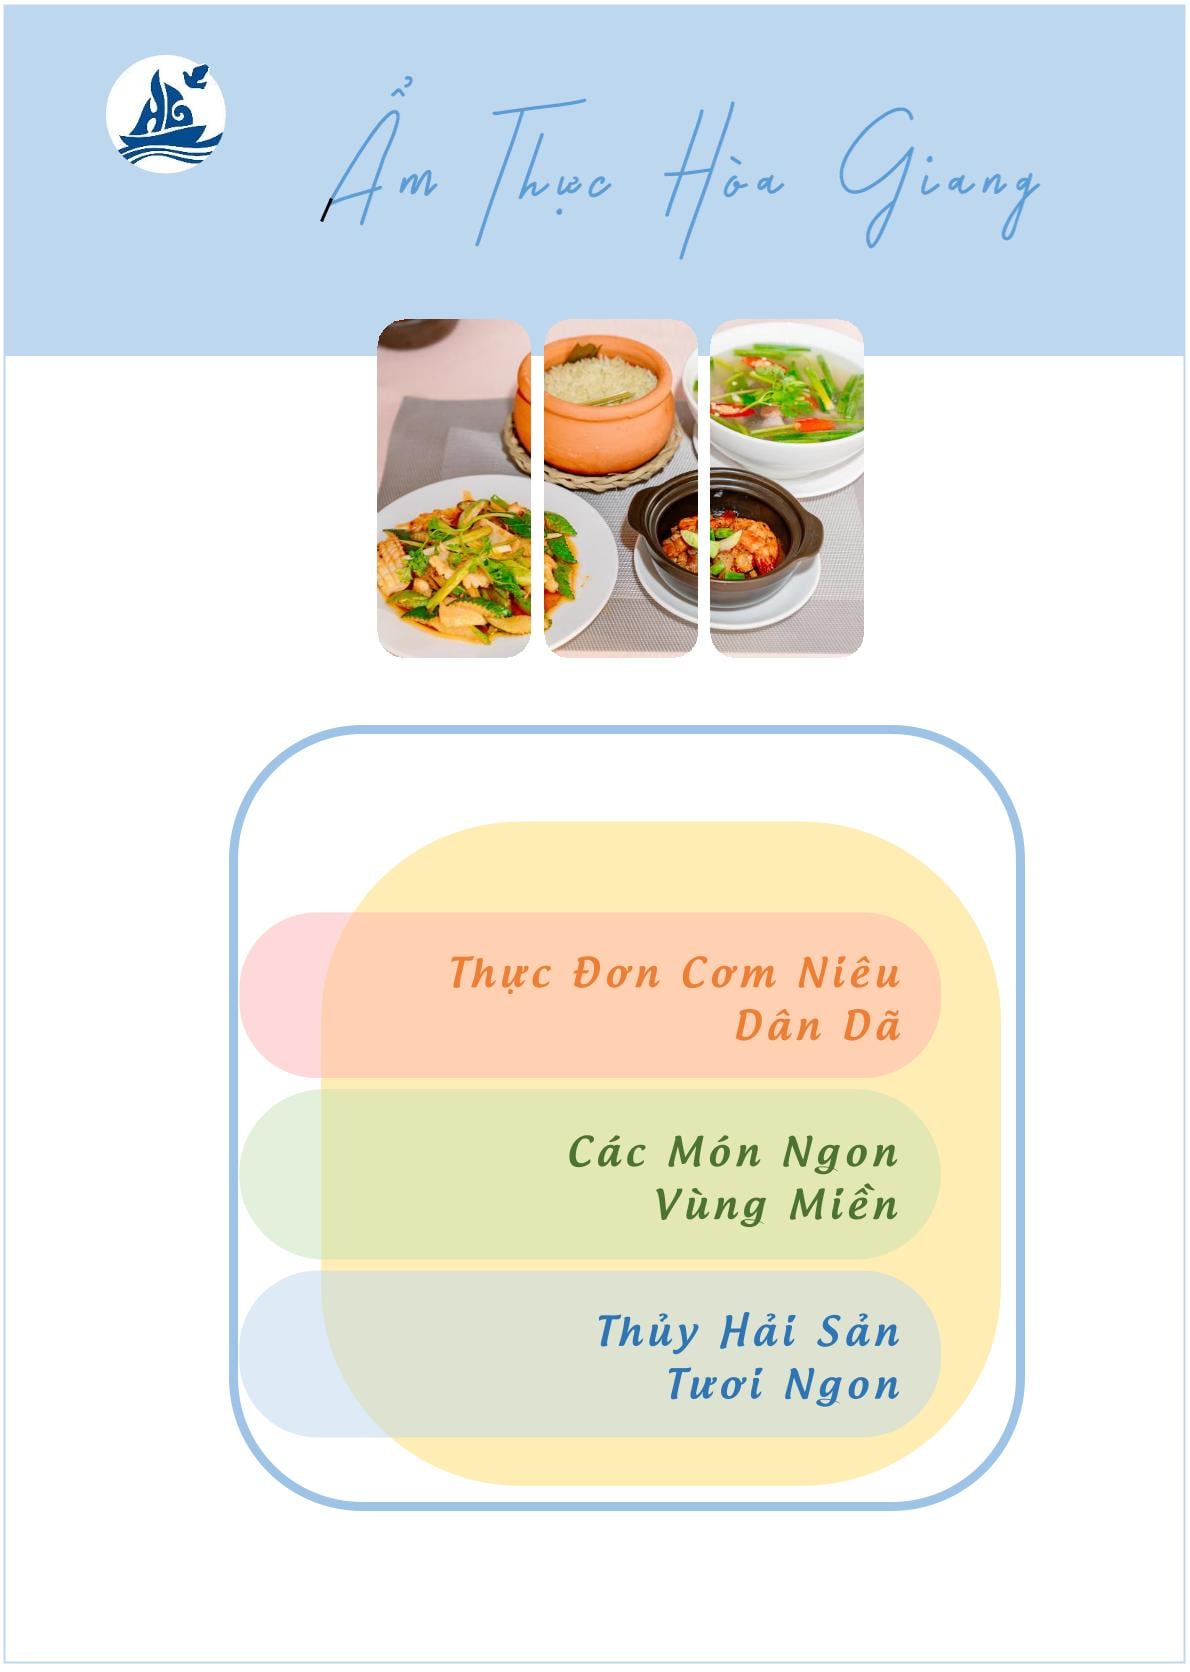 Ẩm Thực Hòa Giang
Thực Đơn Cơm Niêu
Dân Dã
Các Món Ngon
Vùng Miền
Thủy Hải Sản
Tươi Ngon